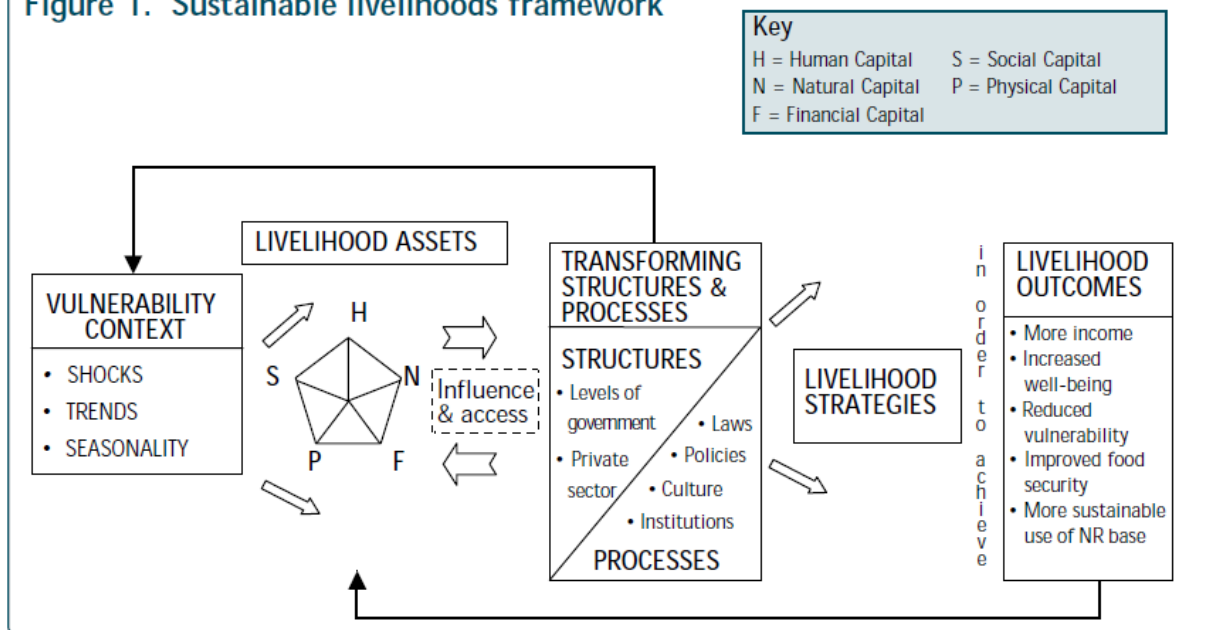 Figure 1. Sustainable livelihoods framework
Key
H = Human Capital S = Social Capital
N = Natural Capital P = Physical Capital
F = Financial Capital
LIVELIHOOD ASSETS
VULNERABILITY
CONTEXT
• SHOCKS
• TRENDS
• SEASONALITY
H
S
N
P
F
Influence
& access
TRANSFORMING
STRUCTURES &
PROCESSES
STRUCTURES
• Levels of
government
• Private
sector
• Laws
• Policies
• Culture
• Institutions
PROCESSES
LIVELIHOOD
STRATEGIES
in order to achieve
LIVELIHOOD
OUTCOMES
• More income
• Increased
well-being
• Reduced
vulnerability
• Improved food
security
• More sustainable
use of NR base